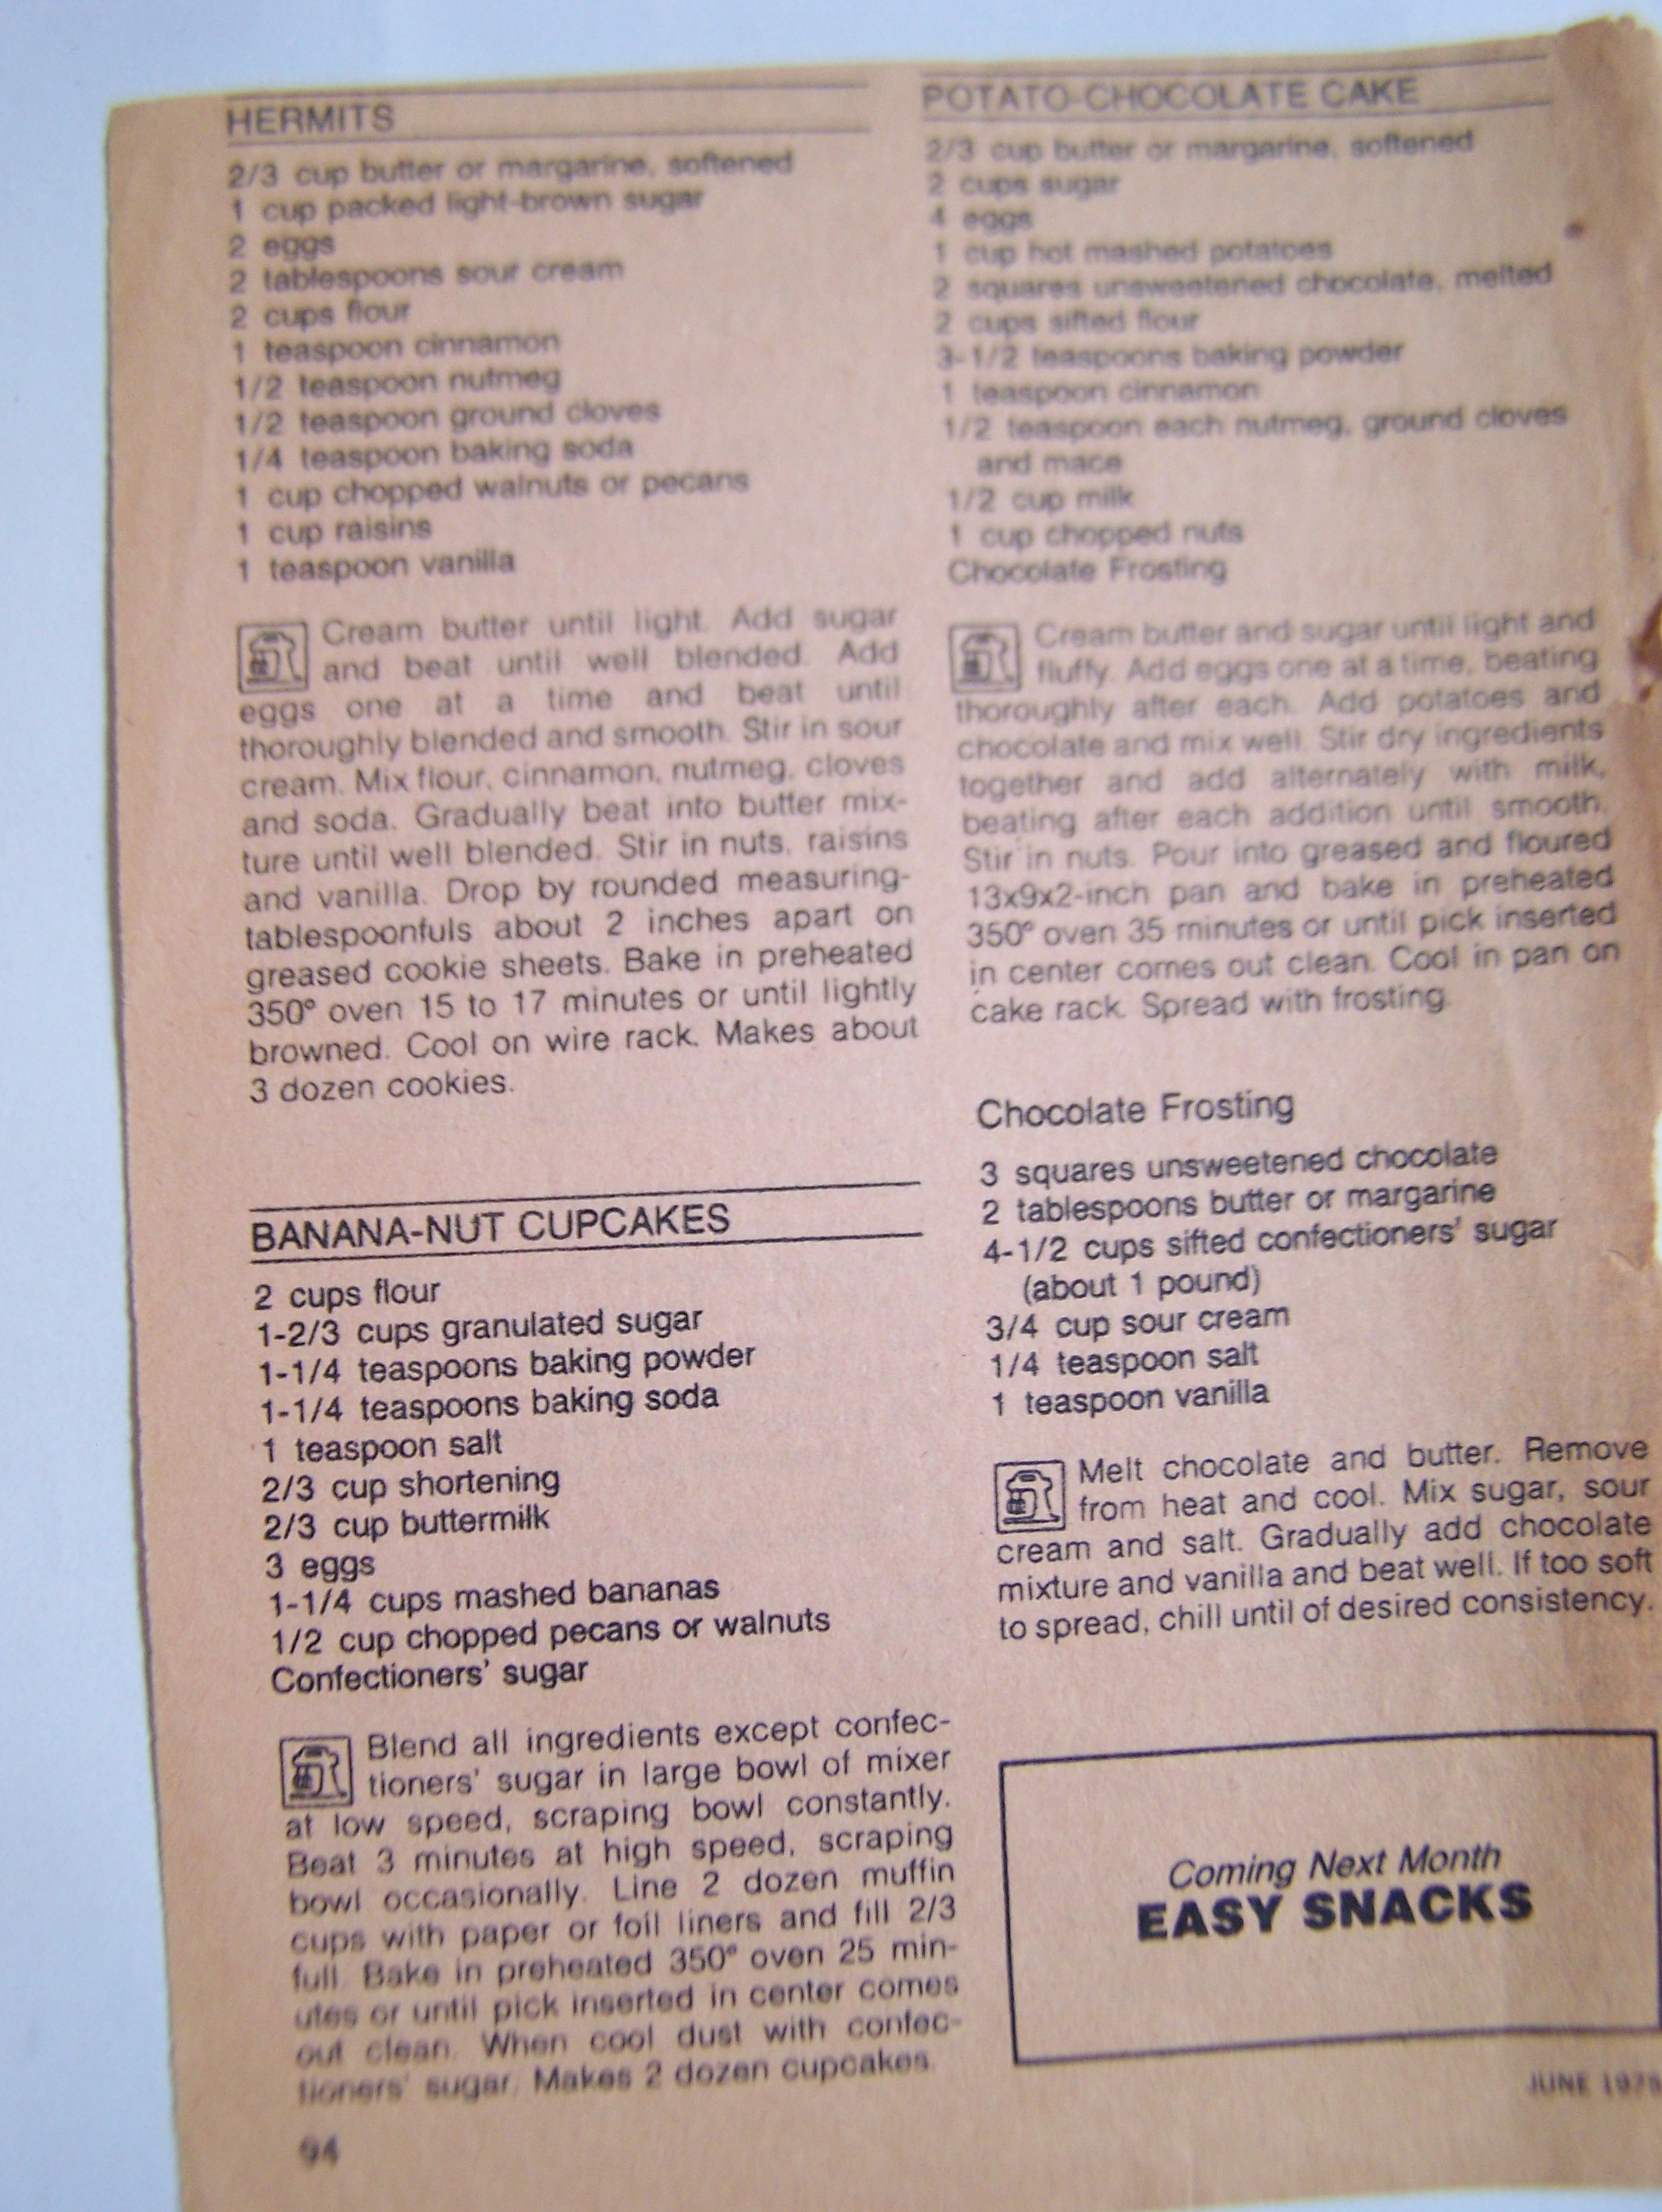 HERMITS
2/3 cup butter or margarine, softened
1 cup packed light-brown sugar
2 eggs
2 tablespoons sour cream
2 cups flour
1 teaspoon cinnamon
1/2 teaspoon nutmeg
1/2 teaspoon ground cloves
1/4 teaspoon baking soda
1 cup chopped walnuts or pecans
1 cup raisins
1 teaspoon vanilla
Cream butter until light. Add sugar
and beat until well blended. Add
eggs one at a time and beat until
thoroughly blended and smooth. Stir in sour
cream. Mix flour, cinnamon, nutmeg, cloves
and soda. Gradually beat into butter mix-
ture until well blended. Stir in nuts, raisins
and vanilla. Drop by rounded measuring-
tablespoonfuls about 2 inches apart on
greased cookie sheets. Bake in preheated
350° oven 15 to 17 minutes or until lightly
browned. Cool on wire rack. Makes about
3 dozen cookies.
BANANA-NUT CUPCAKES
2 cups flour
1-2/3 cups granulated sugar
1-1/4 teaspoons baking powder
1-1/4 teaspoons baking soda
1 teaspoon salt
2/3 cup shortening
2/3 cup buttermilk
3 eggs
1-1/4 cups mashed bananas
1/2 cup chopped pecans or walnuts
Confectioners' sugar
Blend all ingredients except confec-
tioners' sugar in large bowl of mixer
at low speed, scraping bowl constantly.
Beat 3 minutes at high speed, scraping
bowl occasionally. Line 2 dozen muffin
cups with paper or foil liners and fill 2/3
full. Bake in preheated 350° oven 25 min-
utes or until pick inserted in center comes
out clean. When cool dust with confec-
tioners' sugar. Makes 2 dozen cupcakes.
94
POTATO-CHOCOLATE CAKE
2/3 cup butter or margarine, softened
2 cups sugar
4 eggs
1 cup hot mashed potatoes
2 squares unsweetened chocolate, melted
2 cups sifted flour
3-1/2 teaspoons baking powder
1 teaspoon cinnamon
1/2 teaspoon each nutmeg, ground cloves
and mace
1/2 cup milk
1 cup chopped nuts
Chocolate Frosting
Cream butter and sugar until light and
fluffy. Add eggs one at a time, beating
thoroughly after each. Add potatoes and
chocolate and mix well. Stir dry ingredients
together and add alternately with milk,
beating after each addition until smooth.
Stir in nuts. Pour into greased and floured
13x9x2-inch pan and bake in preheated
350° oven 35 minutes or until pick inserted
in center comes out clean. Cool in pan on
cake rack. Spread with frosting.
Chocolate Frosting
3 squares unsweetened chocolate
2 tablespoons butter or margarine
4-1/2 cups sifted confectioners' sugar
(about 1 pound)
3/4 cup sour cream
1/4 teaspoon salt
1 teaspoon vanilla
Melt chocolate and butter. Remove
from heat and cool. Mix sugar, sour
cream and salt. Gradually add chocolate
mixture and vanilla and beat well. If too soft
to spread, chill until of desired consistency.
Coming Next Month
EASY SNACKS
JUNE